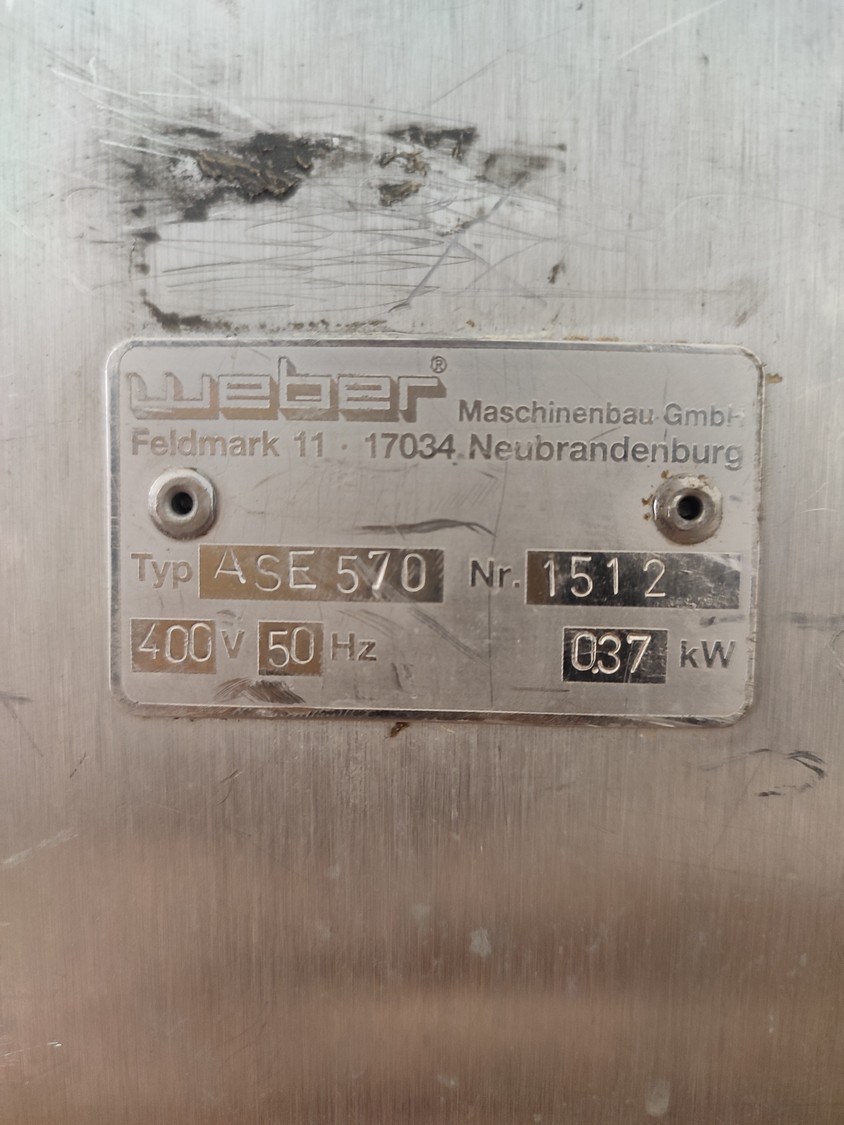 weber® Maschinenbau GmbH
Feldmark 11 · 17034 Neubrandenburg
Typ ASE 570 Nr. 1512
400 V 50 Hz 0.37 kW